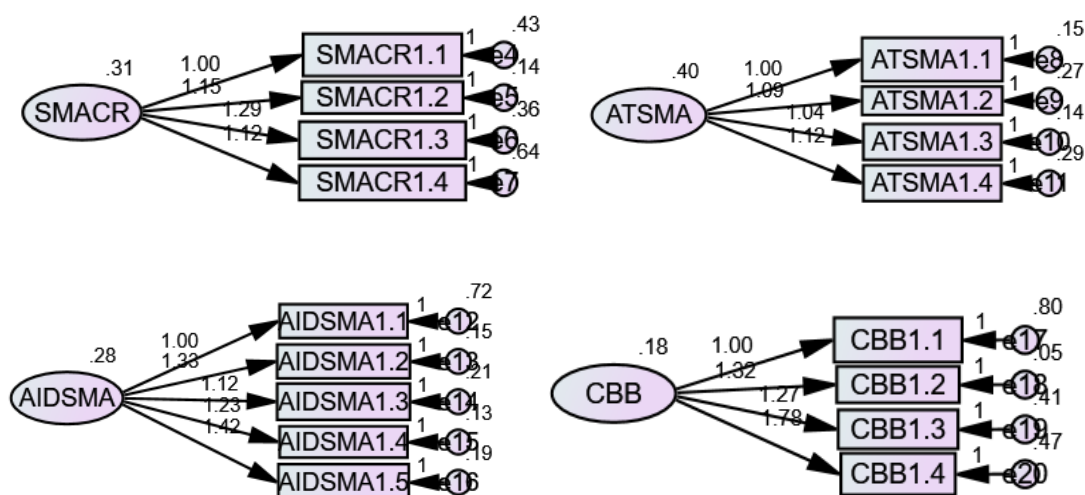 .43
.31
1.00
SMACR1.1
1
e4
.14
1.15
SMACR
SMACR1.2
1
e5
.36
1.29
SMACR1.3
1
e6
.64
1.12
SMACR1.4
1
e7
.15
.40
1.00
ATSMA1.1
1
e8
.27
1.09
ATSMA
ATSMA1.2
1
e9
.14
1.04
ATSMA1.3
1
e10
.29
1.12
ATSMA1.4
1
e11
.72
.28
1.00
AIDSMA1.1
1
e12
.15
1.33
AIDSMA1.2
1
e13
.21
AIDSMA
1.12
AIDSMA1.3
1
e14
.13
1.23
AIDSMA1.4
1
e15
.19
1.42
AIDSMA1.5
1
e16
.80
.18
1.00
CBB1.1
1
e17
.05
1.32
CBB
CBB1.2
1
e18
.41
1.27
CBB1.3
1
e19
.47
1.78
CBB1.4
1
e20